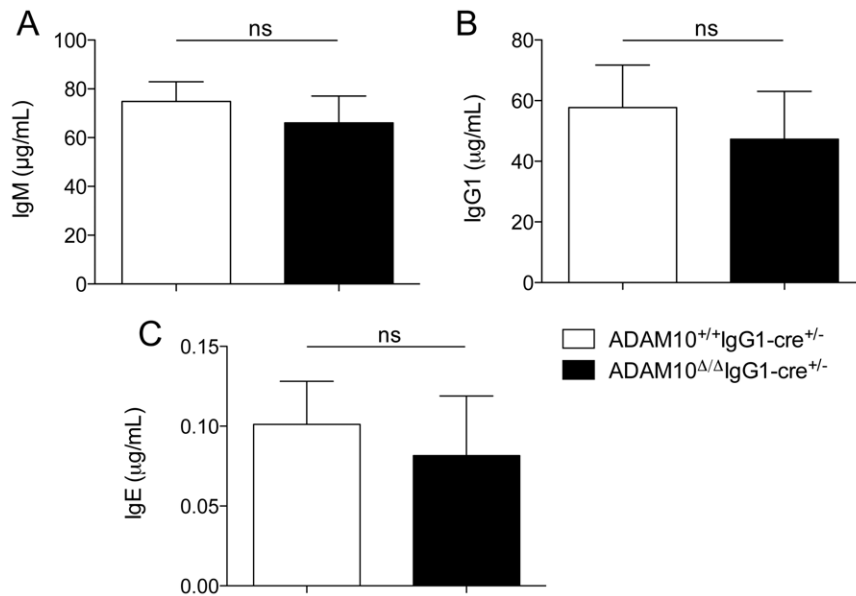 A
ns
100
80
60
40
20
0
IgM (μg/mL)
B
ns
80
60
40
20
0
IgG1 (μg/mL)
C
ns
0.15
0.10
0.05
0.00
IgE (μg/mL)
ADAM10+/+IgG1-cre+/-
ADAM10Δ/ΔIgG1-cre+/-